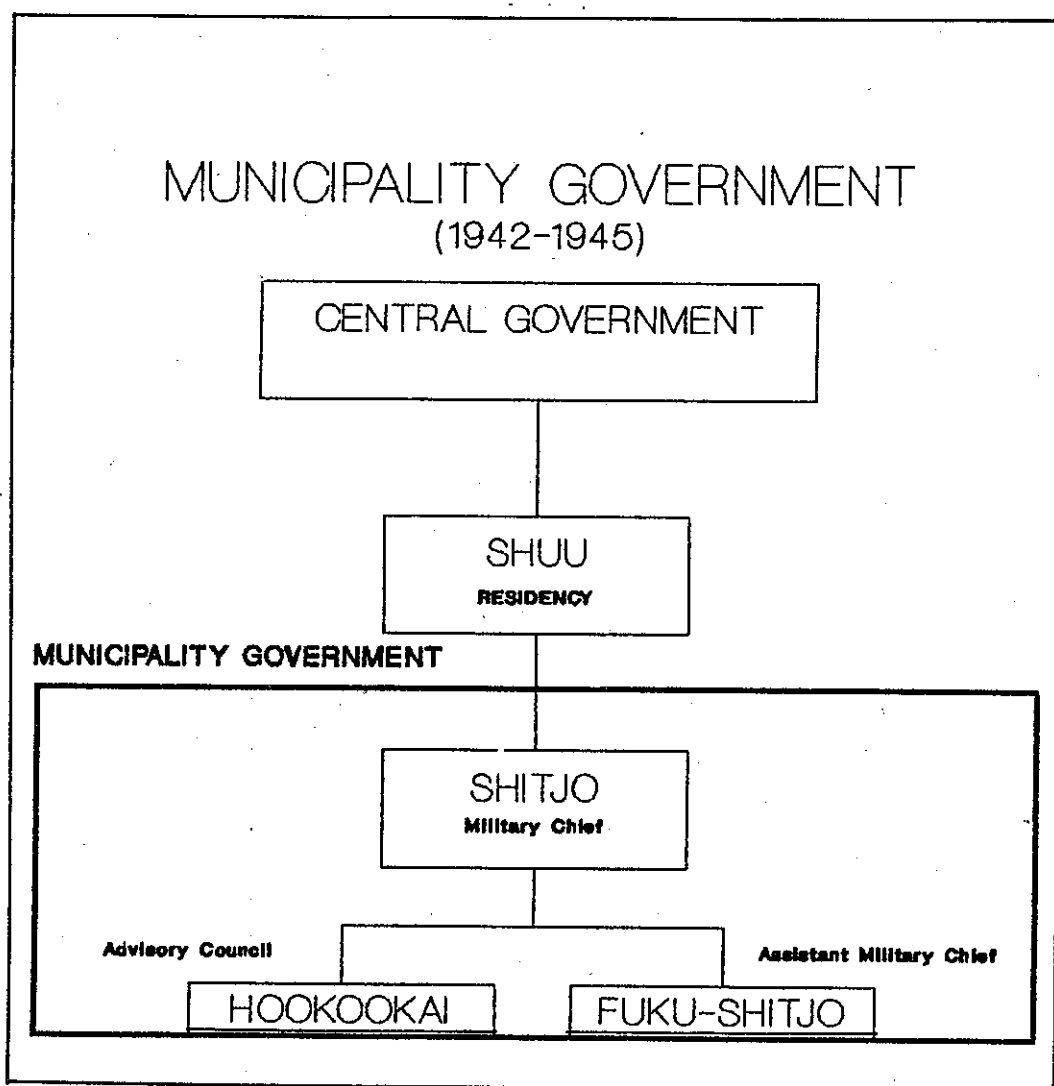 MUNICIPALITY GOVERNMENT
(1942-1945)
CENTRAL GOVERNMENT
SHUU
RESIDENCY
MUNICIPALITY GOVERNMENT
SHITJO
Military Chief
Advisory Council
Assistant Military Chief
HOOKOOKAI
FUKU-SHITJO